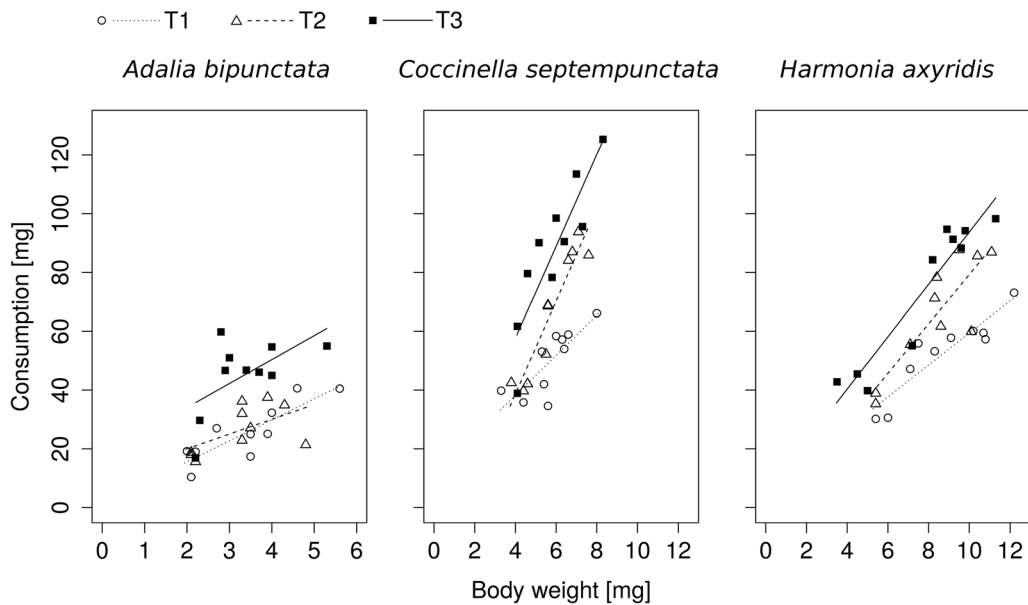 T1 T2 T3
Adalia bipunctata Coccinella septempunctata Harmonia axyridis
Consumption [mg]
120
100
80
60
40
20
0
0 1 2 3 4 5 6 0 2 4 6 8 10 12 0 2 4 6 8 10 12
Body weight [mg]